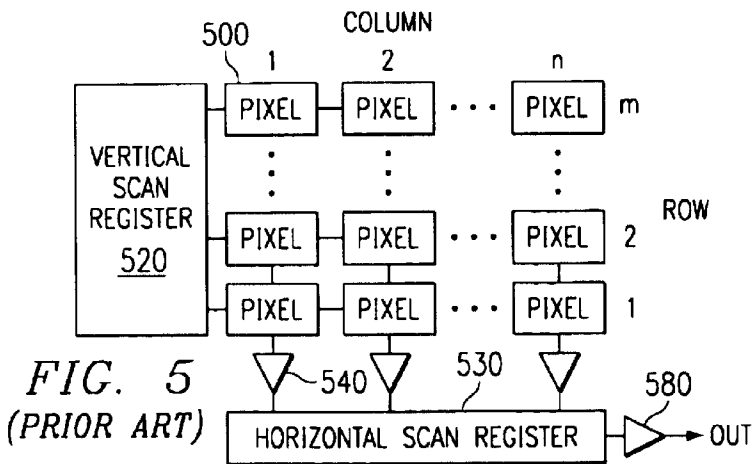 COLUMN
500
1 2 n
PIXEL PIXEL ... PIXEL m
VERTICAL
SCAN
REGISTER
520
ROW
PIXEL PIXEL ... PIXEL 2
PIXEL PIXEL ... PIXEL 1
FIG. 5
(PRIOR ART)
540
530
580
HORIZONTAL SCAN REGISTER
OUT